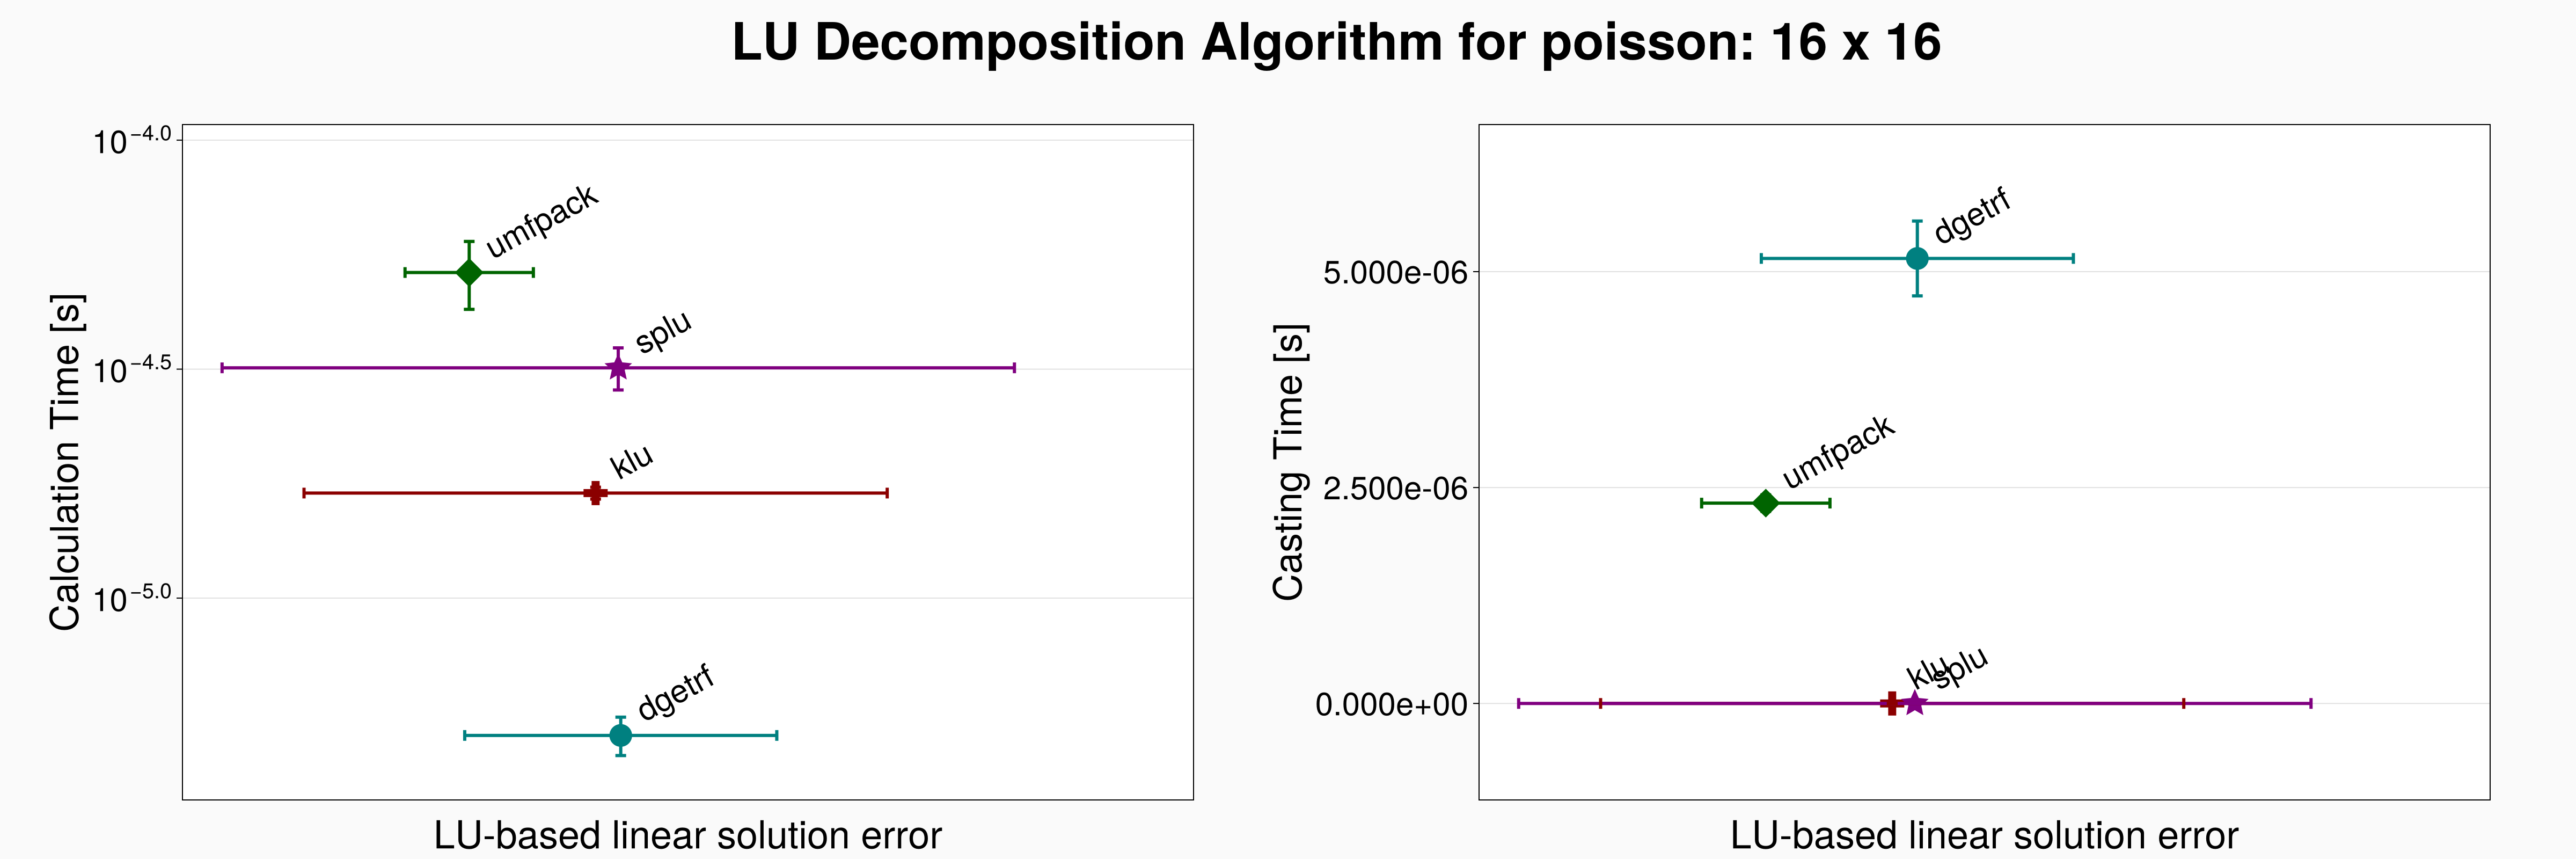 LU Decomposition Algorithm for poisson: 16 x 16
Calculation Time [s]
10^−4.0
10^−4.5
10^−5.0
umfpack
splu
klu
dgetrf
LU-based linear solution error
Casting Time [s]
5.000e-06
2.500e-06
0.000e+00
dgetrf
umfpack
klu
splu
LU-based linear solution error